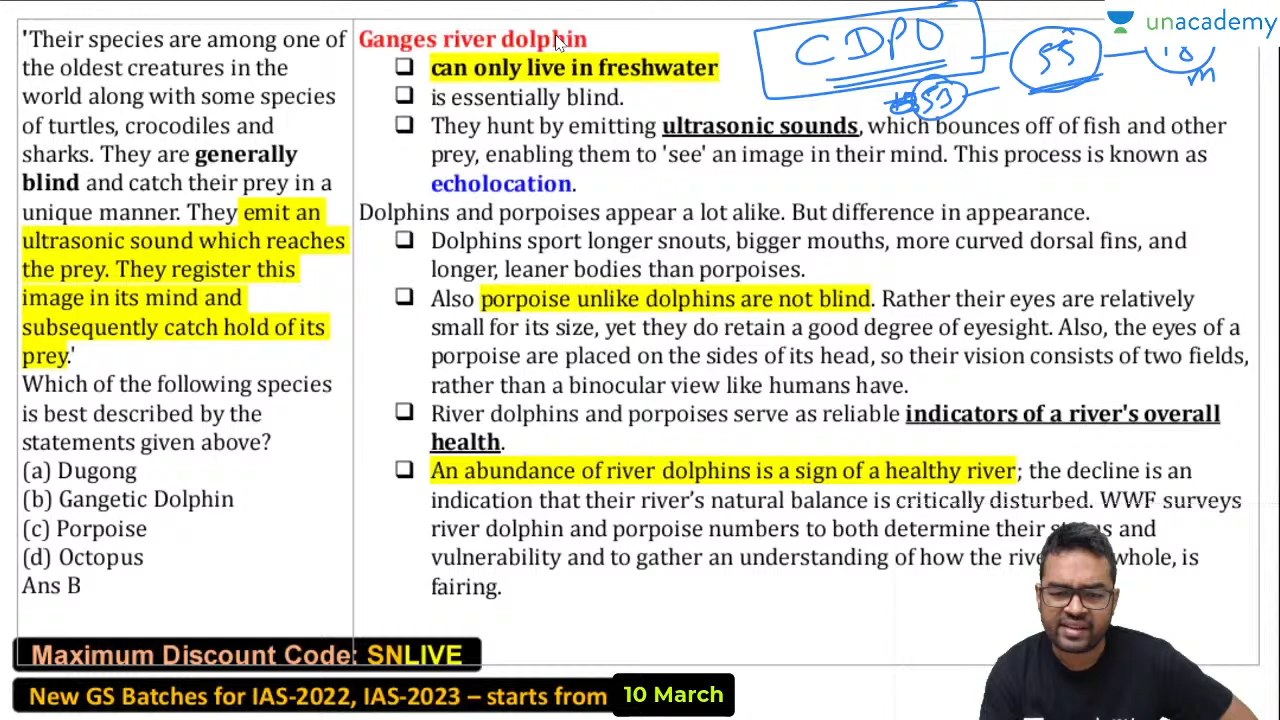 unacademy
CDPO
55
53
m
'Their species are among one of
the oldest creatures in the
world along with some species
of turtles, crocodiles and
sharks. They are generally
blind and catch their prey in a
unique manner. They emit an
ultrasonic sound which reaches
the prey. They register this
image in its mind and
subsequently catch hold of its
prey.'
Which of the following species
is best described by the
statements given above?
(a) Dugong
(b) Gangetic Dolphin
(c) Porpoise
(d) Octopus
Ans B
Ganges river dolphin
❑ can only live in freshwater
❑ is essentially blind.
❑ They hunt by emitting ultrasonic sounds, which bounces off of fish and other
prey, enabling them to 'see' an image in their mind. This process is known as
echolocation.
Dolphins and porpoises appear a lot alike. But difference in appearance.
❑ Dolphins sport longer snouts, bigger mouths, more curved dorsal fins, and
longer, leaner bodies than porpoises.
❑ Also porpoise unlike dolphins are not blind. Rather their eyes are relatively
small for its size, yet they do retain a good degree of eyesight. Also, the eyes of a
porpoise are placed on the sides of its head, so their vision consists of two fields,
rather than a binocular view like humans have.
❑ River dolphins and porpoises serve as reliable indicators of a river's overall
health.
❑ An abundance of river dolphins is a sign of a healthy river; the decline is an
indication that their river's natural balance is critically disturbed. WWF surveys
river dolphin and porpoise numbers to both determine their and
vulnerability and to gather an understanding of how the whole, is
fairing.
Maximum Discount Code: SNLIVE
New GS Batches for IAS-2022, IAS-2023 – starts from 10 March